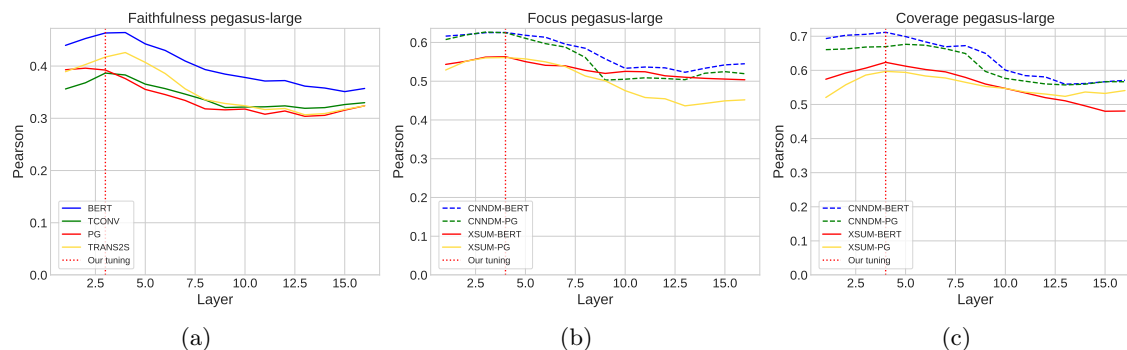 Faithfulness pegasus-large
Pearson
0.4
0.3
0.2
0.1
0.0
BERT
TCONV
PG
TRANS2S
Our tuning
2.5 5.0 7.5 10.0 12.5 15.0
Layer
(a)
Focus pegasus-large
Pearson
0.6
0.5
0.4
0.3
0.2
0.1
0.0
CNNDM-BERT
CNNDM-PG
XSUM-BERT
XSUM-PG
Our tuning
2.5 5.0 7.5 10.0 12.5 15.0
Layer
(b)
Coverage pegasus-large
Pearson
0.7
0.6
0.5
0.4
0.3
0.2
0.1
0.0
CNNDM-BERT
CNNDM-PG
XSUM-BERT
XSUM-PG
Our tuning
2.5 5.0 7.5 10.0 12.5 15.0
Layer
(c)